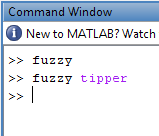 Command Window
New to MATLAB? Watch
>> fuzzy
>> fuzzy tipper
>>